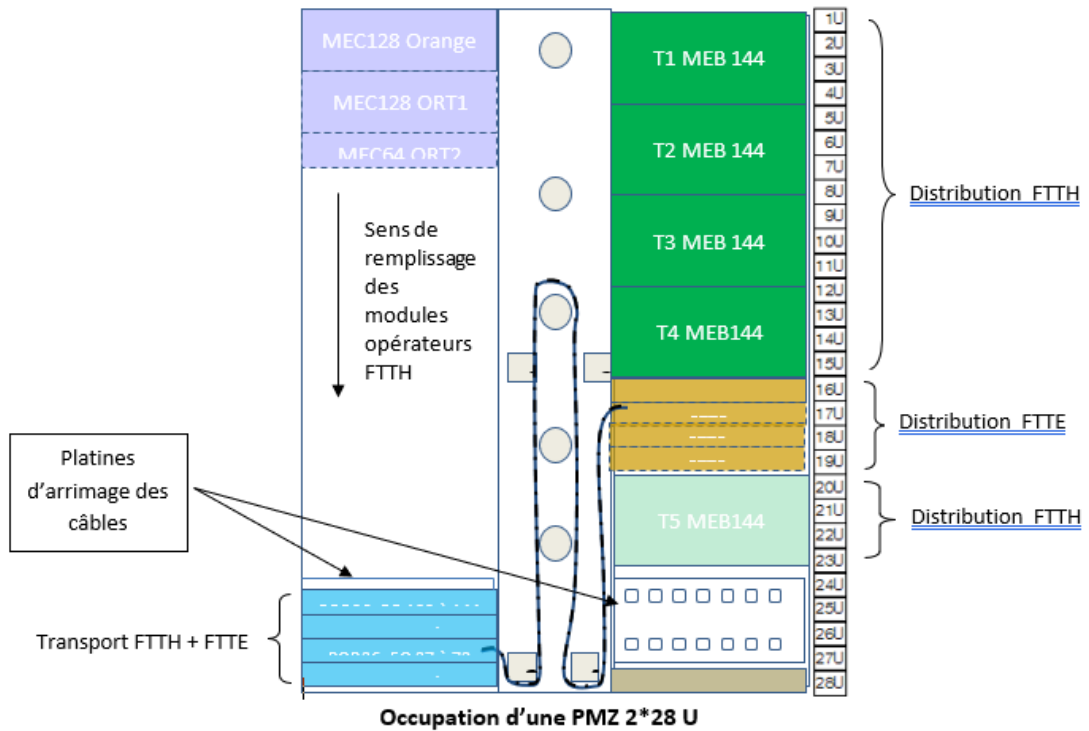 MEC128 Orange
MEC128 ORT1
MEC64 ORT2
Sens de
remplissage
des
modules
opérateurs
FTTH
Platines
d’arrimage des
câbles
Transport FTTH + FTTE
T1 MEB 144
T2 MEB 144
T3 MEB 144
T4 MEB144
T5 MEB144
1U
2U
3U
4U
5U
6U
7U
8U
9U
10U
11U
12U
13U
14U
15U
16U
17U
18U
19U
20U
21U
22U
23U
24U
25U
26U
27U
28U
Distribution FTTH
Distribution FTTE
Distribution FTTH
Occupation d’une PMZ 2*28 U